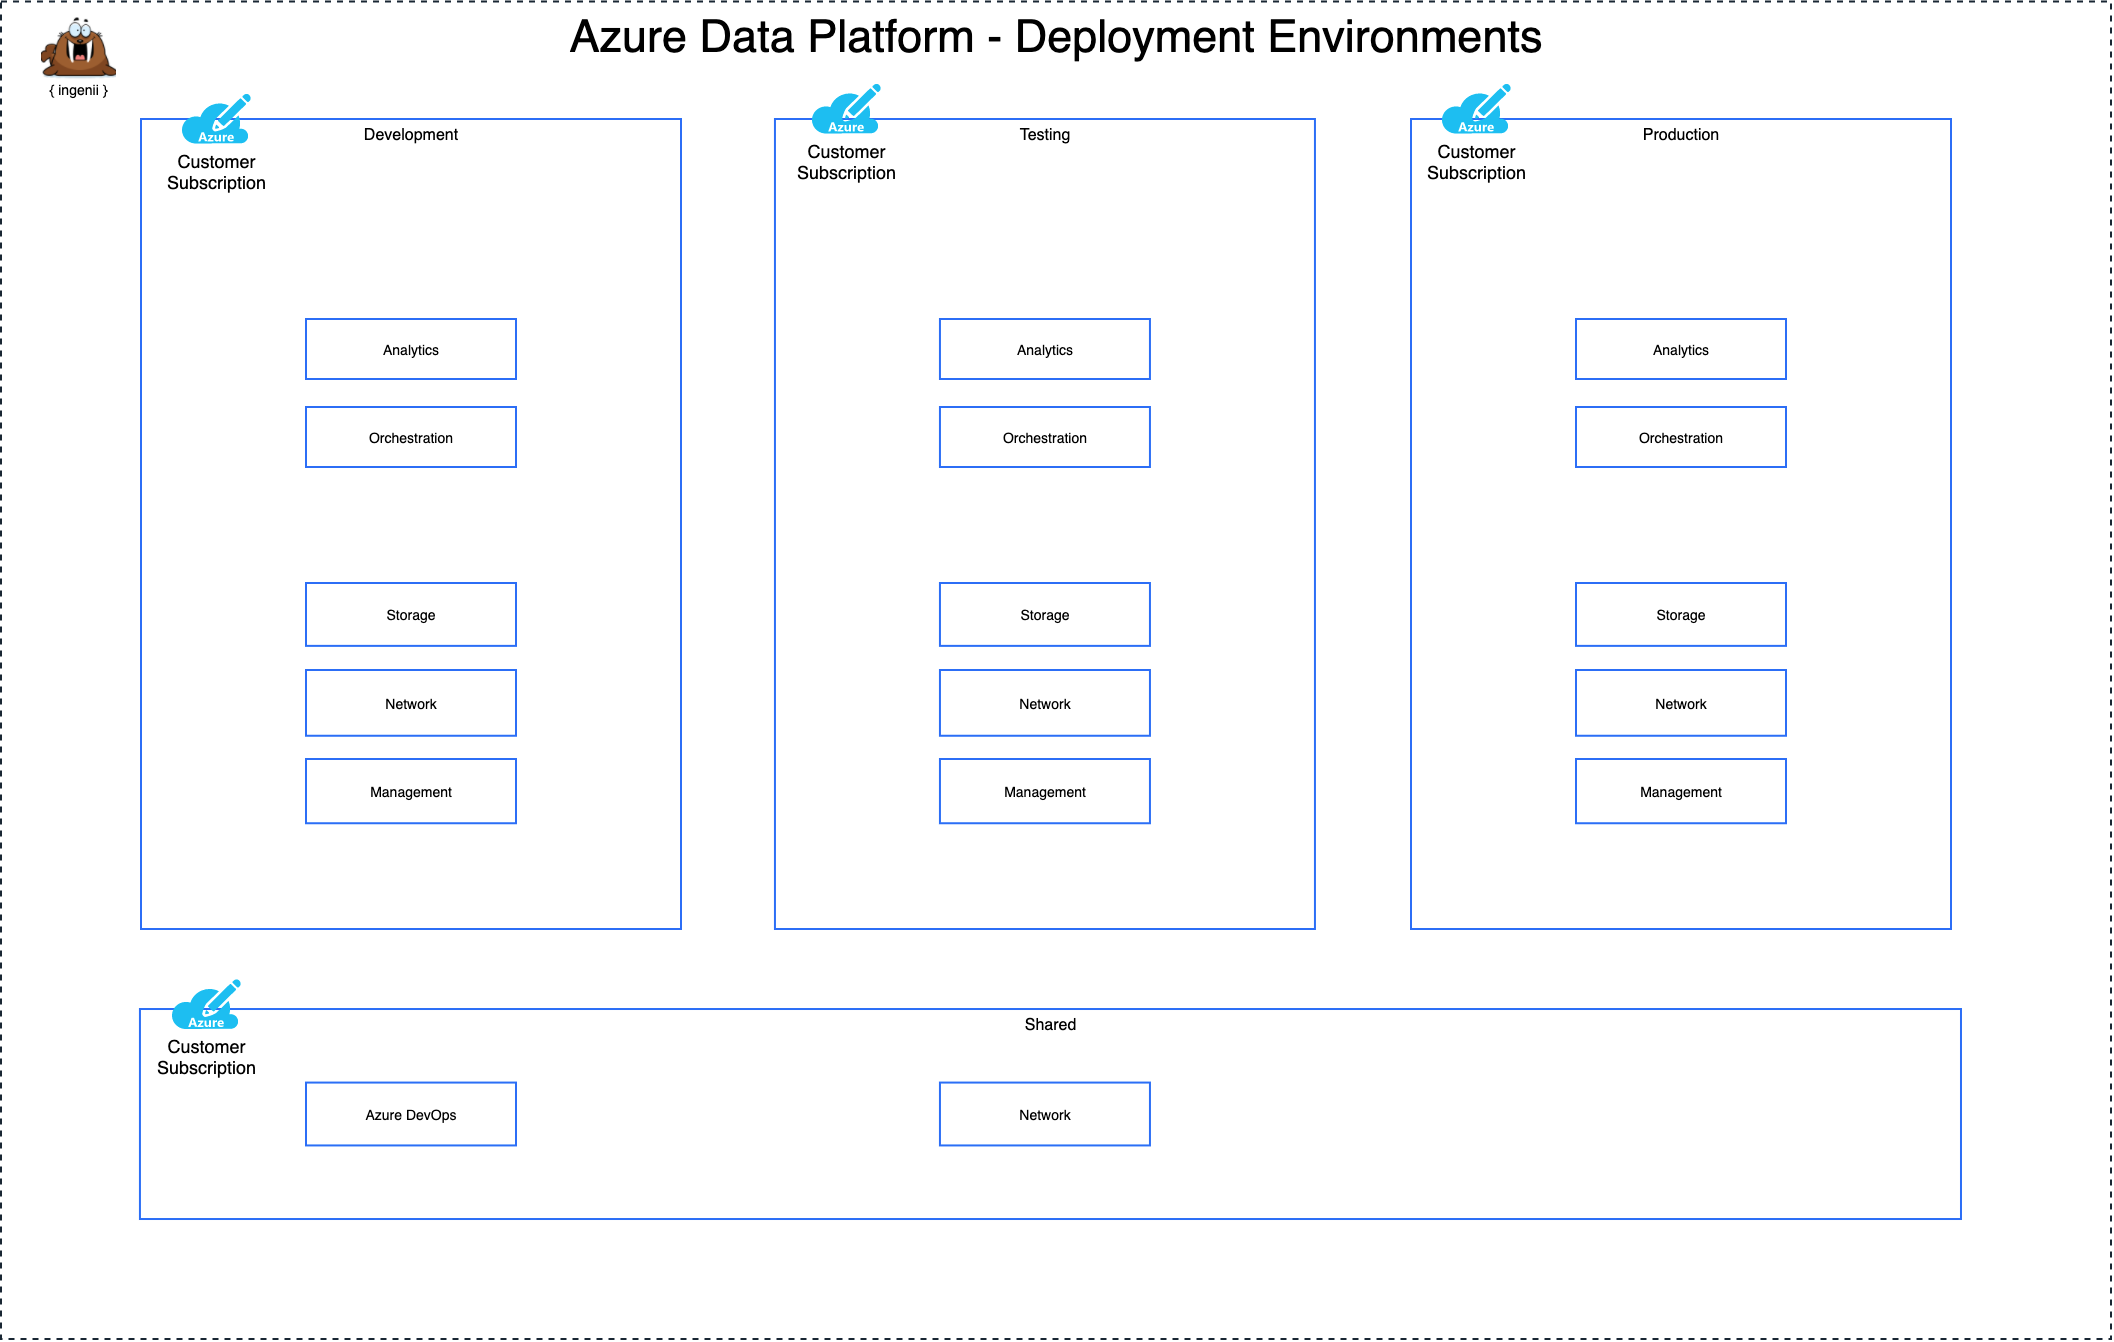 Azure Data Platform - Deployment Environments
{ ingenii }
Azure
Customer
Subscription
Development
Analytics
Orchestration
Storage
Network
Management
Azure
Customer
Subscription
Testing
Analytics
Orchestration
Storage
Network
Management
Azure
Customer
Subscription
Production
Analytics
Orchestration
Storage
Network
Management
Azure
Customer
Subscription
Shared
Azure DevOps
Network